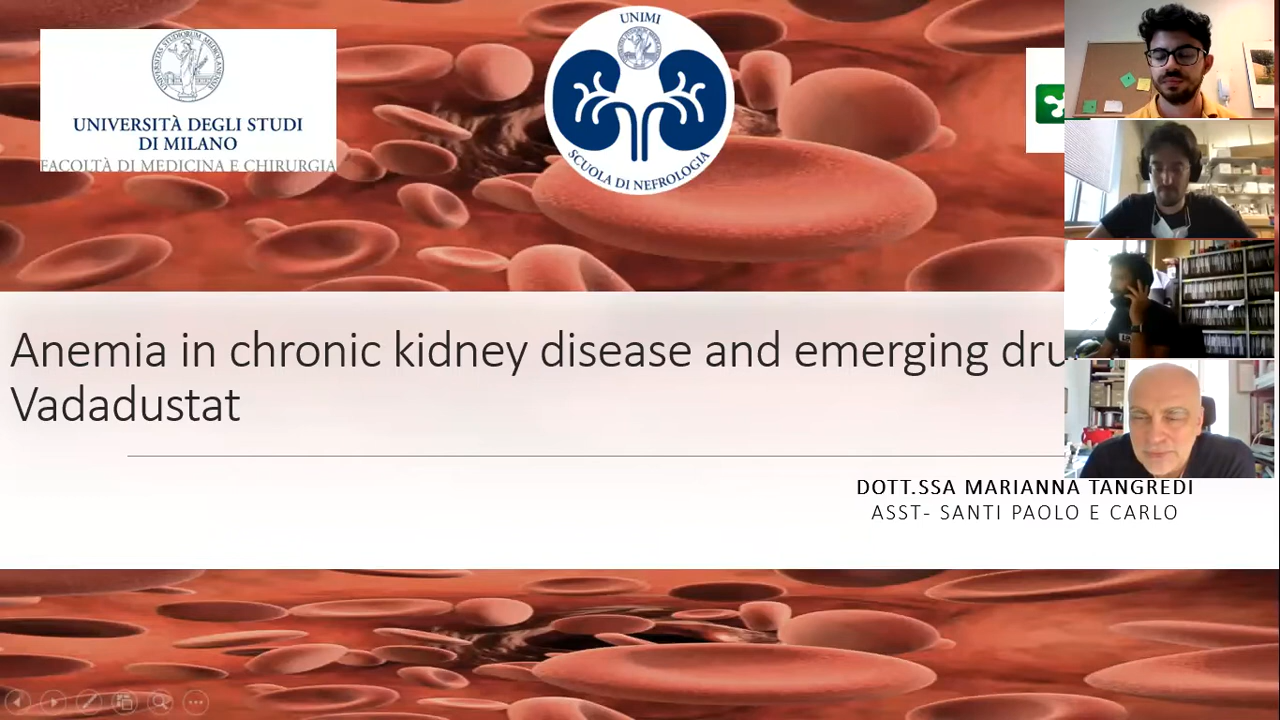 UNIVERSITÀ DEGLI STUDI
DI MILANO
FACOLTÀ DI MEDICINA E CHIRURGIA
UNIMI
SCUOLA DI NEFROLOGIA
Anemia in chronic kidney disease and emerging
Vadadustat
DOTT.SSA MARIANNA TANGREDI
ASST- SANTI PAOLO E CARLO